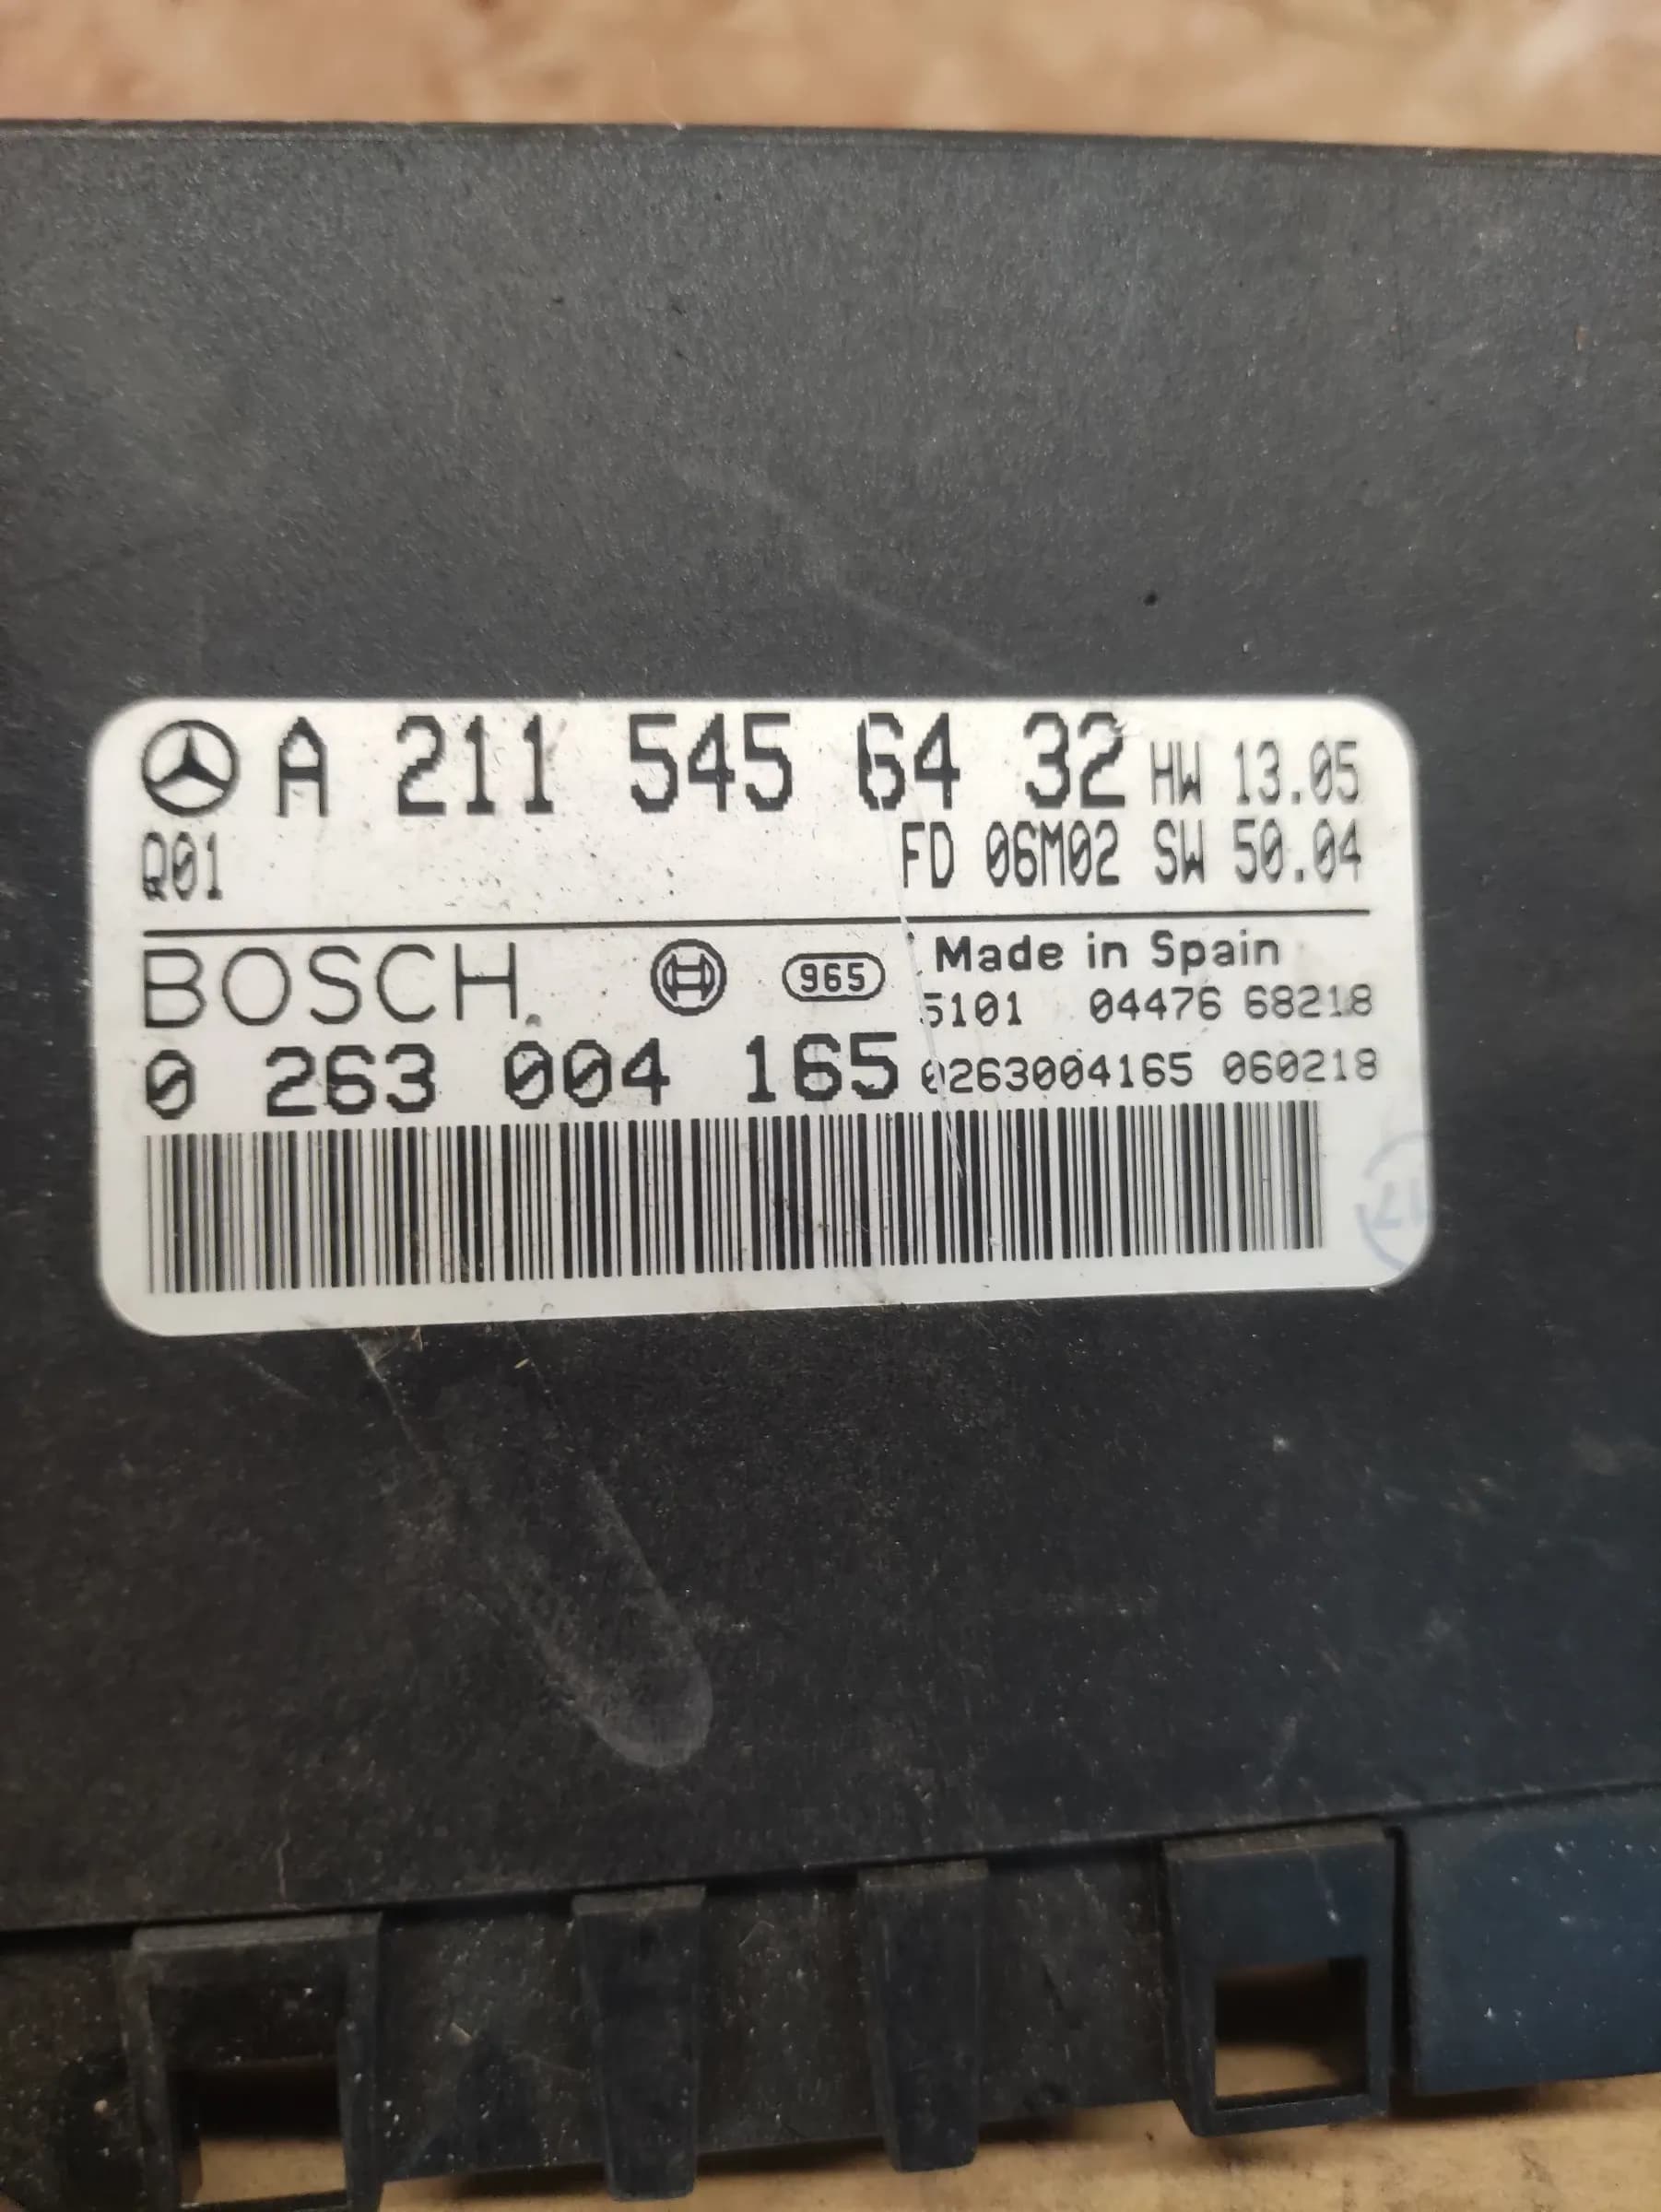 A 211 545 64 32 HW 13.05
Q01 FD 06M02 SW 50.04
BOSCH 965 Made in Spain
5101 04476 68218
0 263 004 165 0263004165 060218